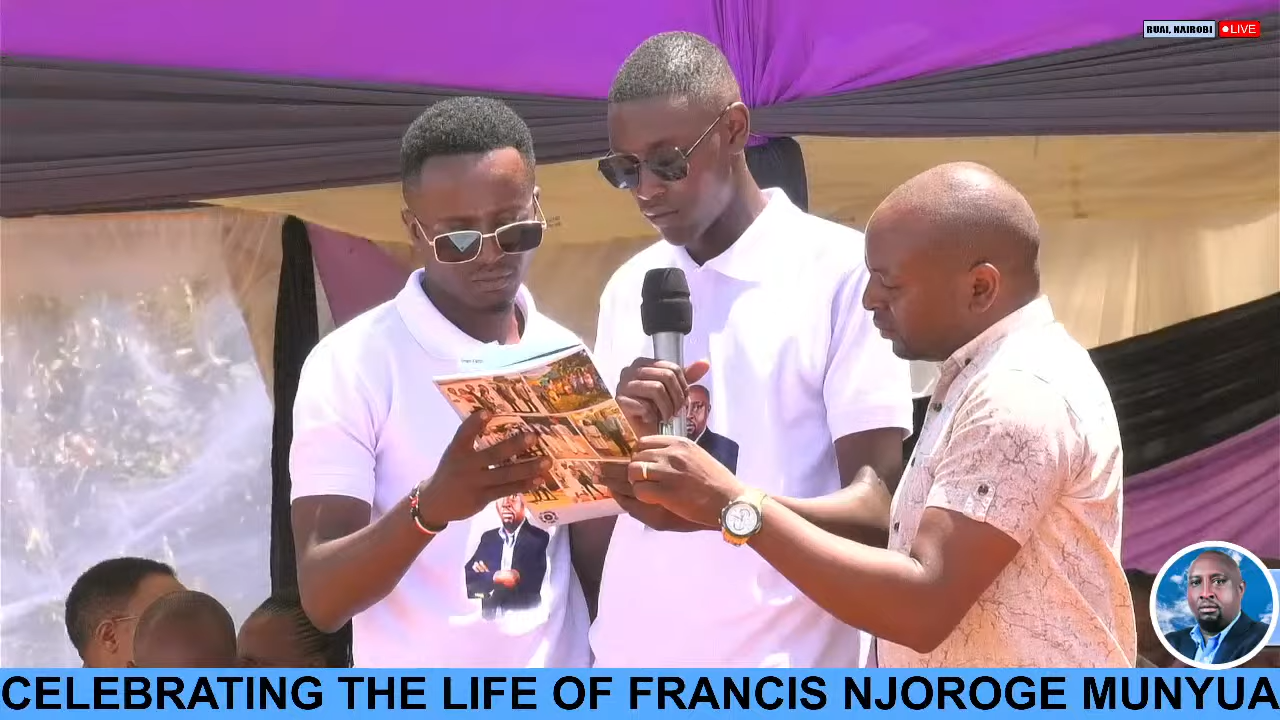 RUAI, NAIROBI
LIVE
CELEBRATING THE LIFE OF FRANCIS NJOROGE MUNYUA